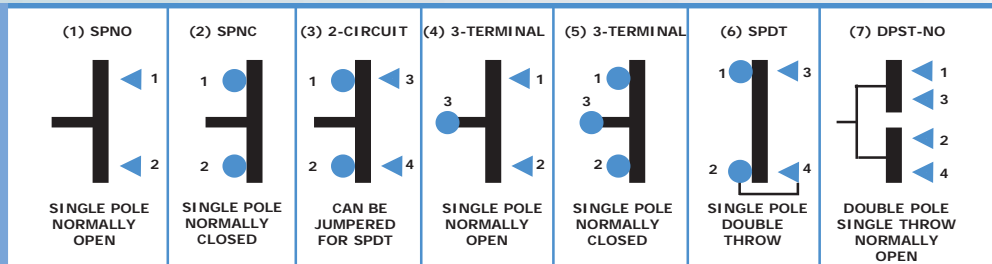 (1) SPNO
1
2
SINGLE POLE
NORMALLY
OPEN
(2) SPNC
1
2
SINGLE POLE
NORMALLY
CLOSED
(3) 2-CIRCUIT
1
3
2
4
CAN BE
JUMPERED
FOR SPDT
(4) 3-TERMINAL
1
3
2
SINGLE POLE
NORMALLY
OPEN
(5) 3-TERMINAL
1
3
2
SINGLE POLE
NORMALLY
CLOSED
(6) SPDT
1
3
2
4
SINGLE POLE
DOUBLE
THROW
(7) DPST-NO
1
3
2
4
DOUBLE POLE
SINGLE THROW
NORMALLY
OPEN